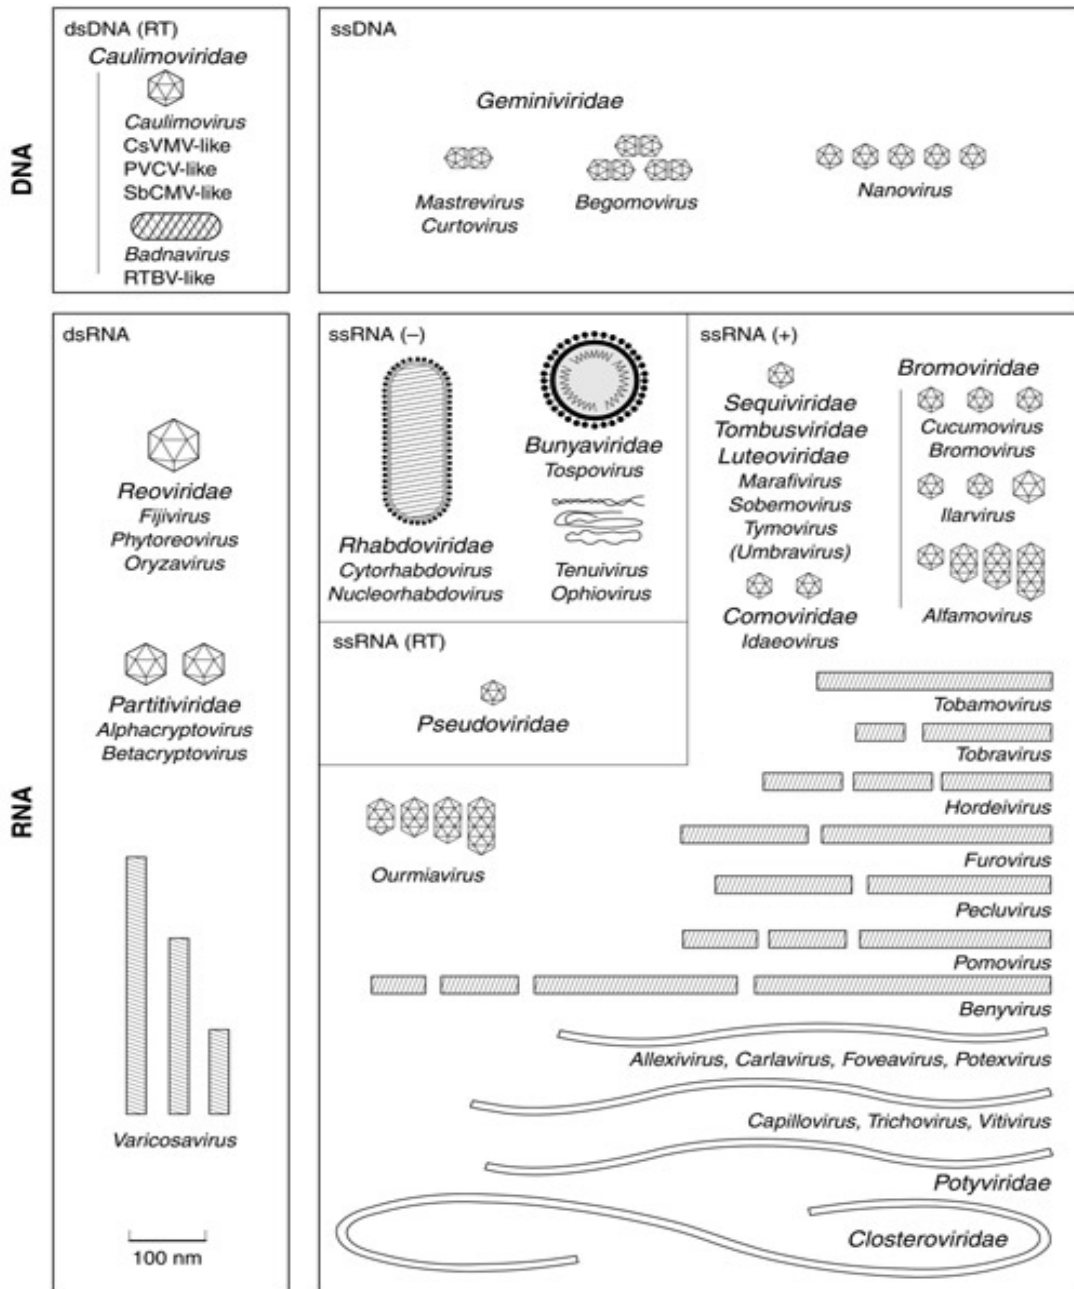 DNA
dsDNA (RT)
Caulimoviridae
Caulimovirus
CsVMV-like
PVCV-like
SbCMV-like
Badnavirus
RTBV-like
ssDNA
Geminiviridae
Mastrevirus
Curtovirus
Begomovirus
Nanovirus
RNA
dsRNA
Reoviridae
Fijivirus
Phytoreovirus
Oryzavirus
Partitiviridae
Alphacryptovirus
Betacryptovirus
Varicosavirus
100 nm
ssRNA (–)
Rhabdoviridae
Cytorhabdovirus
Nucleorhabdovirus
Bunyaviridae
Tospovirus
Tenuivirus
Ophiovirus
ssRNA (RT)
Pseudoviridae
ssRNA (+)
Sequiviridae
Tombusviridae
Luteoviridae
Marafivirus
Sobemovirus
Tymovirus
(Umbravirus)
Comoviridae
Idaeovirus
Bromoviridae
Cucumovirus
Bromovirus
Ilarvirus
Alfamovirus
Tobamovirus
Tobravirus
Hordeivirus
Furovirus
Ourmiavirus
Pecluvirus
Pomovirus
Benyvirus
Allexivirus, Carlavirus, Foveavirus, Potexvirus
Capillovirus, Trichovirus, Vitivirus
Potyviridae
Closteroviridae